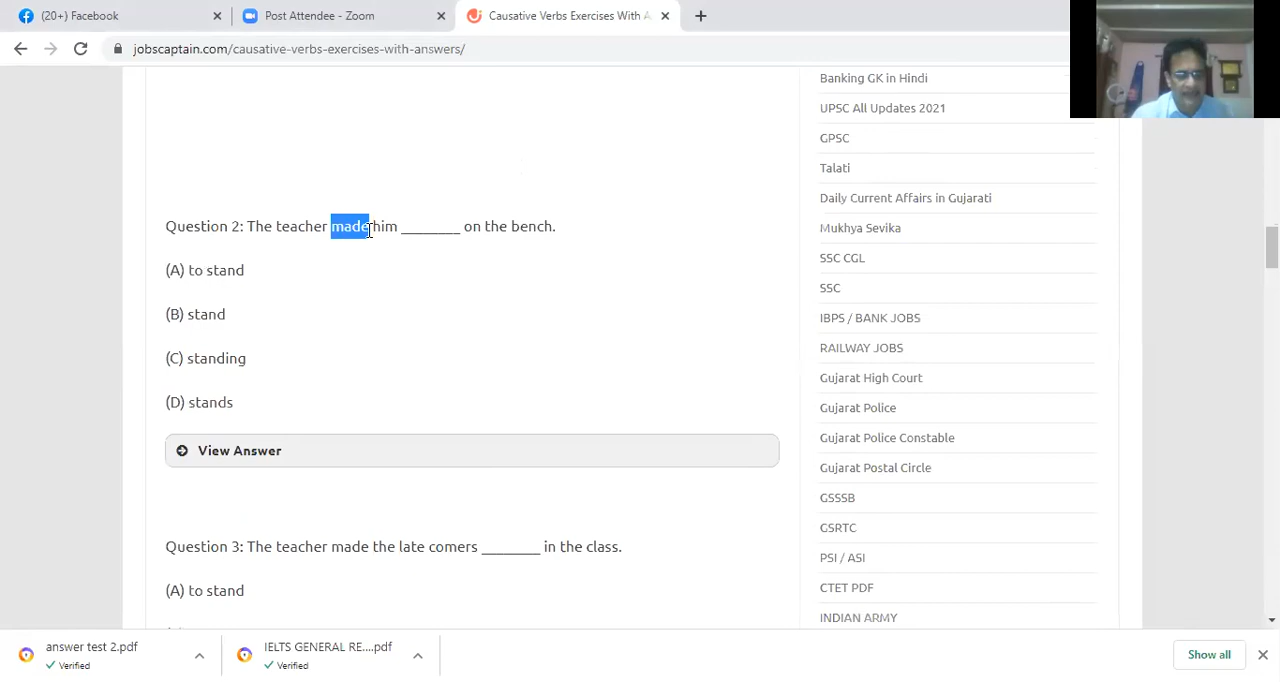 (20+) Facebook
Post Attendee - Zoom
Causative Verbs Exercises With A
jobscaptain.com/causative-verbs-exercises-with-answers/
Question 2: The teacher made him ________ on the bench.
(A) to stand
(B) stand
(C) standing
(D) stands
View Answer
Question 3: The teacher made the late comers ________ in the class.
(A) to stand
Banking GK in Hindi
UPSC All Updates 2021
GPSC
Talati
Daily Current Affairs in Gujarati
Mukhya Sevika
SSC CGL
SSC
IBPS / BANK JOBS
RAILWAY JOBS
Gujarat High Court
Gujarat Police
Gujarat Police Constable
Gujarat Postal Circle
GSSSB
GSRTC
PSI / ASI
CTET PDF
INDIAN ARMY
answer test 2.pdf
Verified
IELTS GENERAL RE....pdf
Verified
Show all